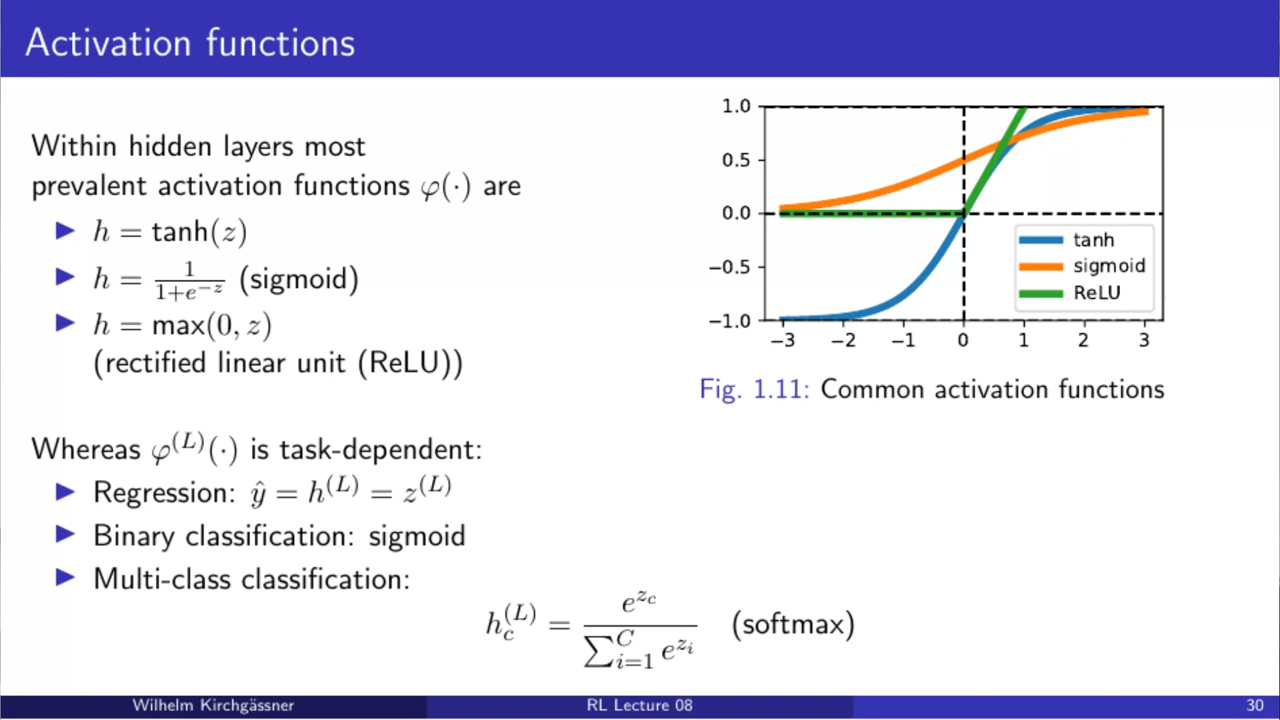 Activation functions
Within hidden layers most
prevalent activation functions φ(·) are
▶ h = tanh(z)
▶ h = 1/(1+e^{−z}) (sigmoid)
▶ h = max(0, z)
(rectified linear unit (ReLU))
Whereas φ^{(L)}(·) is task-dependent:
▶ Regression: ŷ = h^{(L)} = z^{(L)}
▶ Binary classification: sigmoid
▶ Multi-class classification:
h_c^{(L)} = e^{z_c} / ∑_{i=1}^{C} e^{z_i} (softmax)
1.0
0.5
0.0
−0.5
−1.0
−3 −2 −1 0 1 2 3
tanh
sigmoid
ReLU
Fig. 1.11: Common activation functions
Wilhelm Kirchgässner RL Lecture 08 30